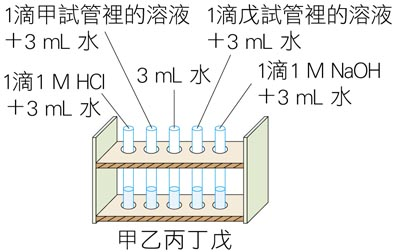 1滴甲試管裡的溶液
＋3 mL 水
1滴戊試管裡的溶液
＋3 mL 水
1滴1 M HCl
＋3 mL 水
3 mL 水
1滴1 M NaOH
＋3 mL 水
甲乙丙丁戊